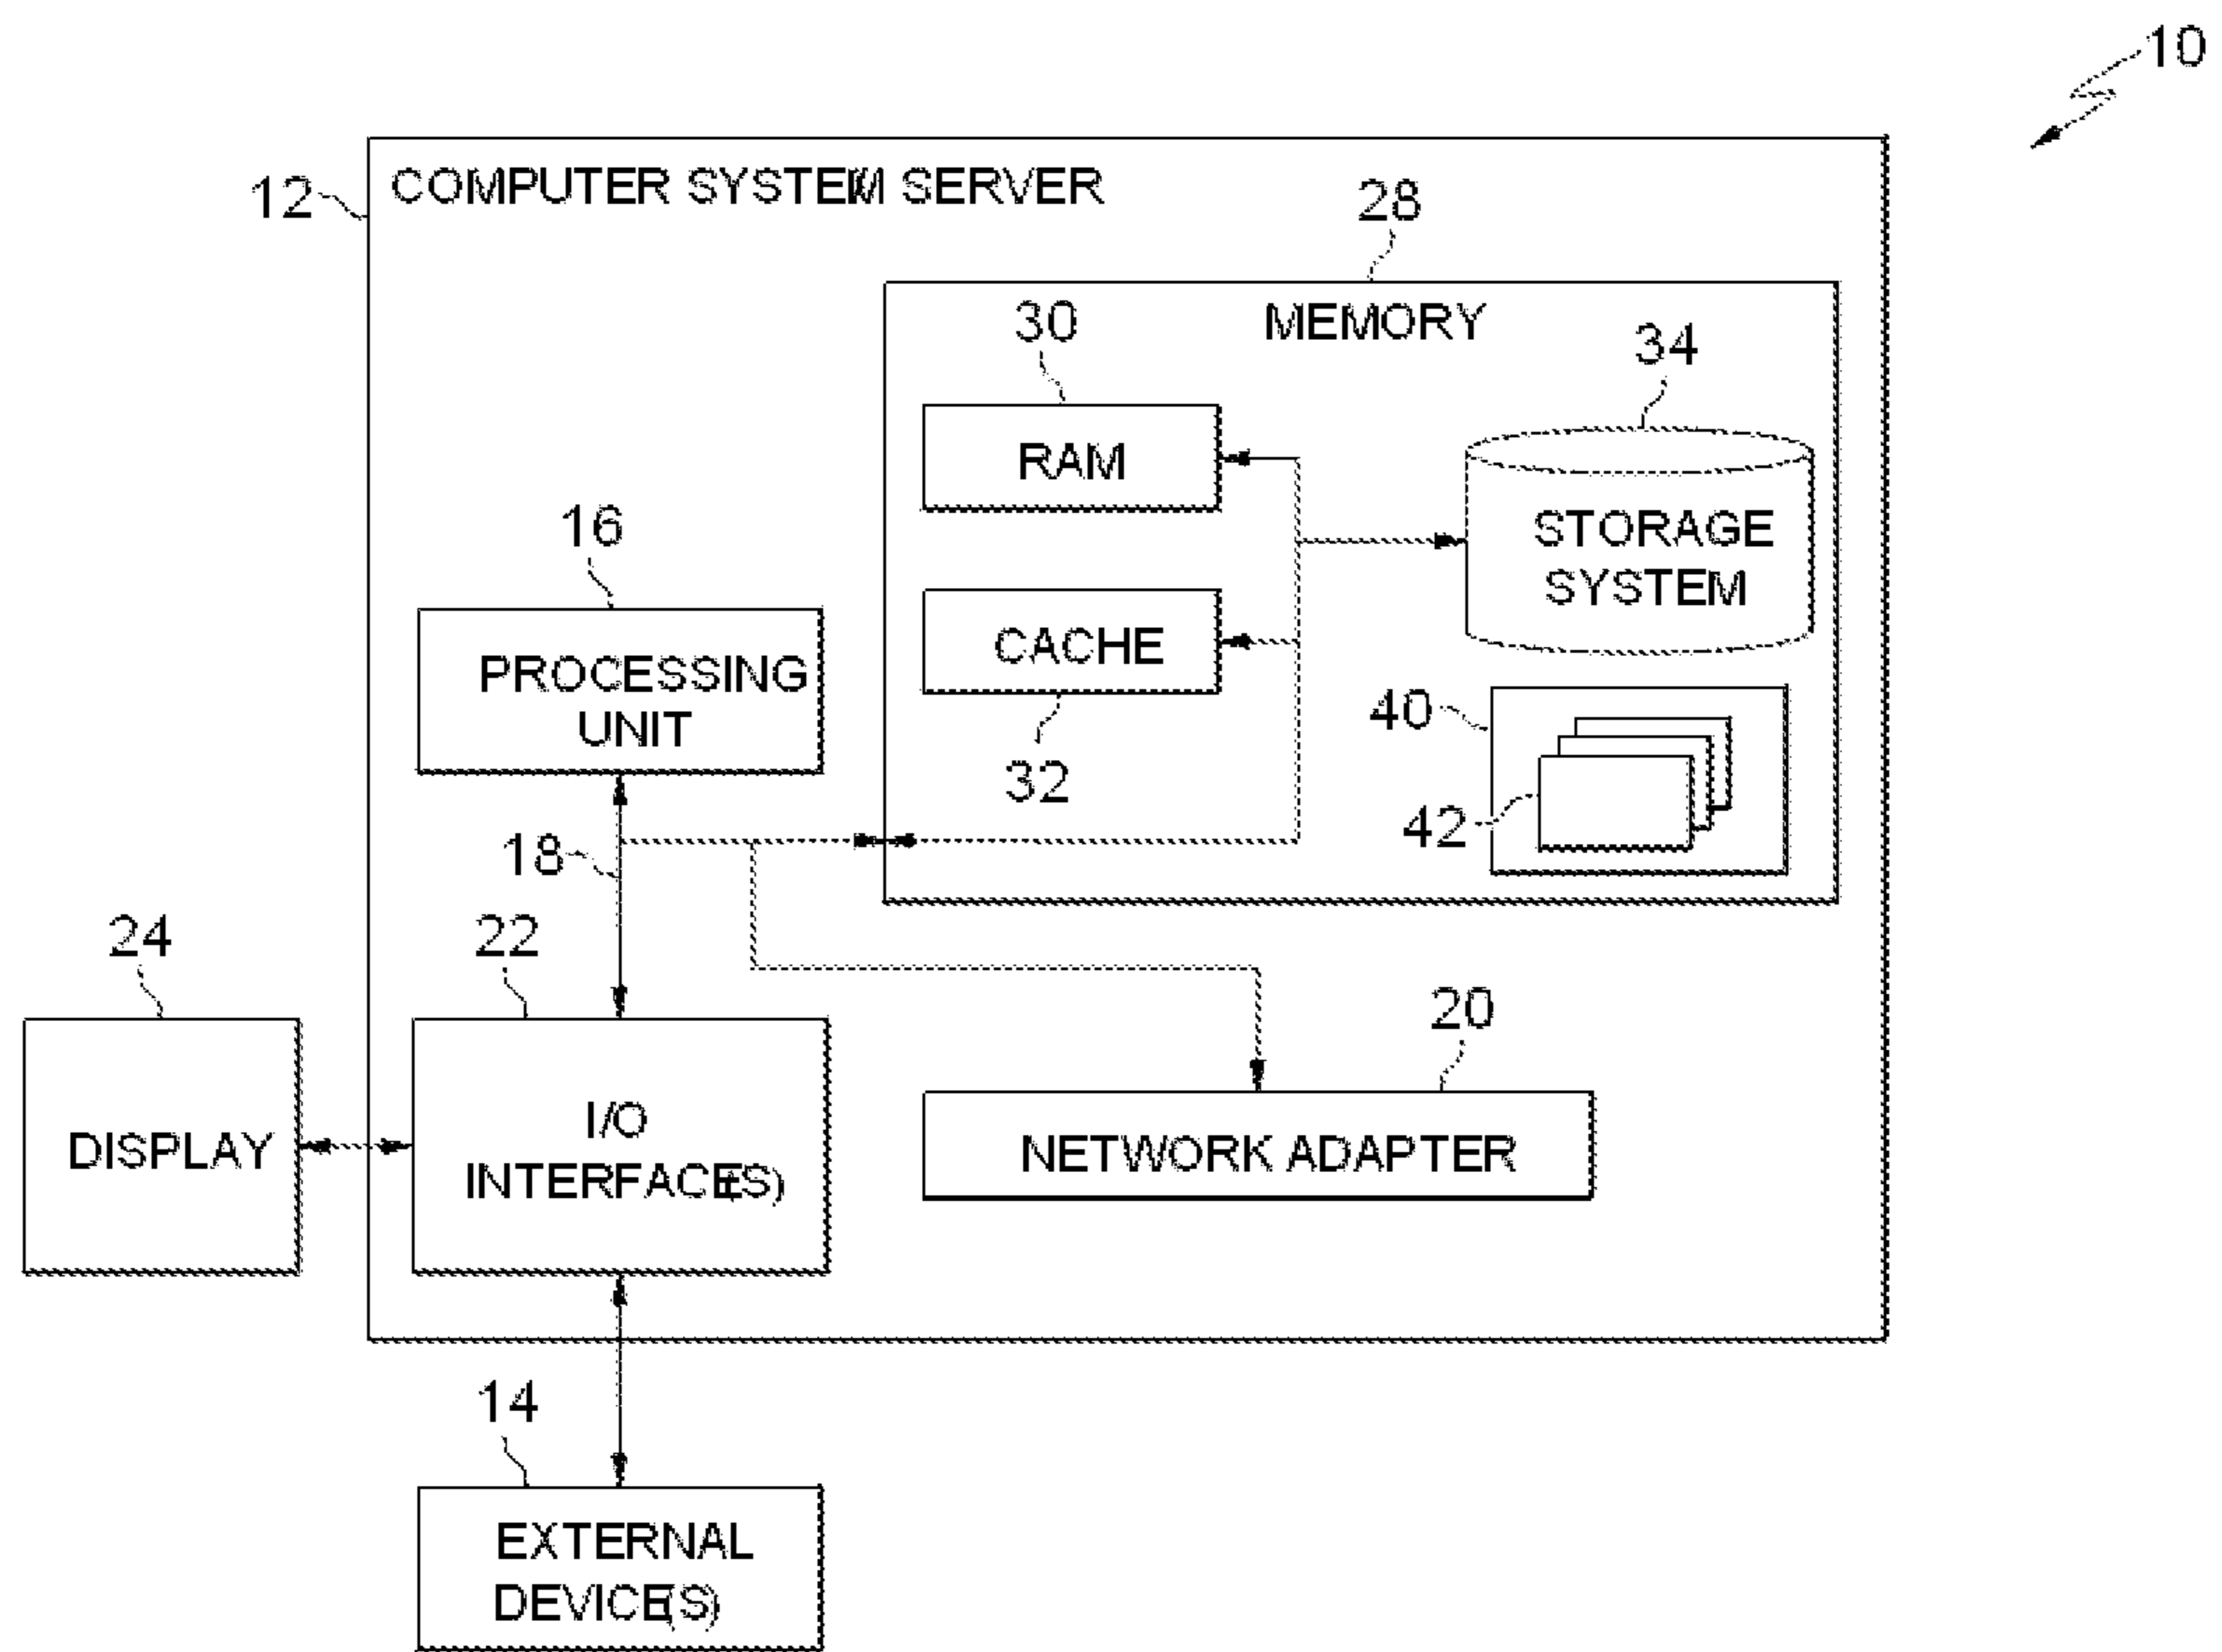 10
12
COMPUTER SYSTEM SERVER
28
MEMORY
30
34
RAM
STORAGE
SYSTEM
16
CACHE
PROCESSING
UNIT
32
40
42
18
24
22
20
DISPLAY
I/O
INTERFACE(S)
NETWORK ADAPTER
14
EXTERNAL
DEVICE(S)